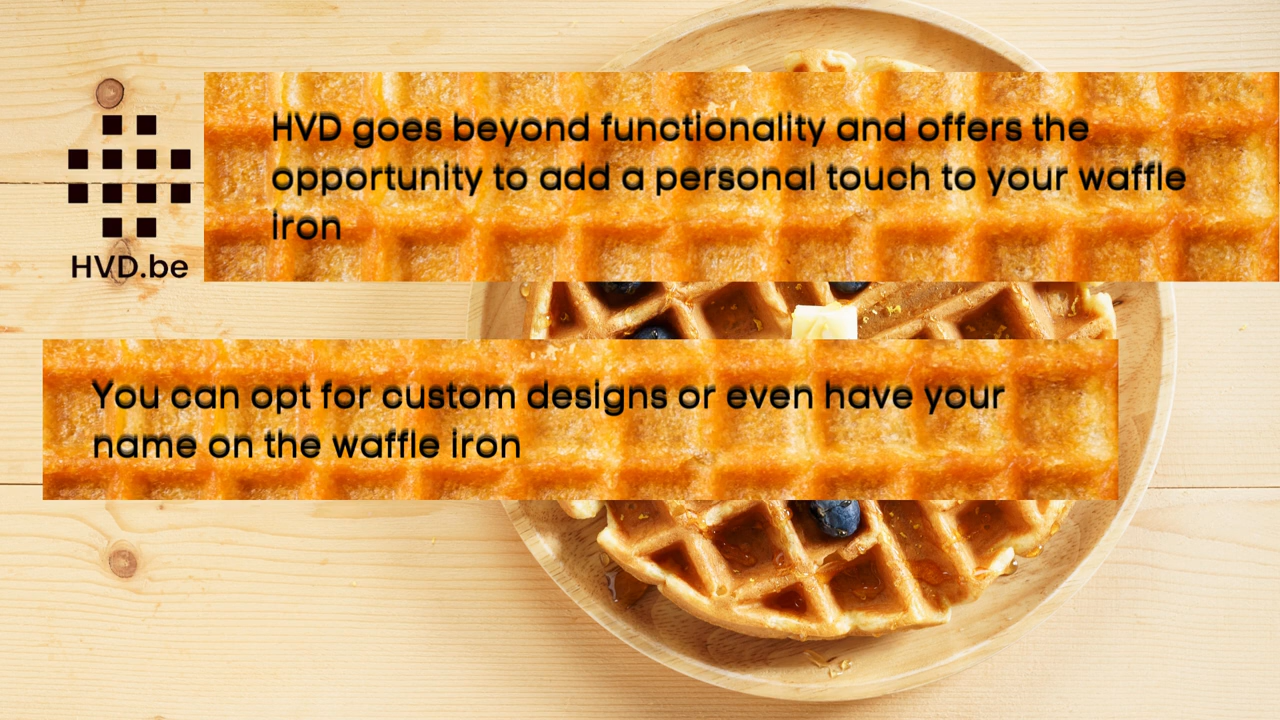 HVD goes beyond functionality and offers the
opportunity to add a personal touch to your waffle
iron
HVD.be
You can opt for custom designs or even have your
name on the waffle iron